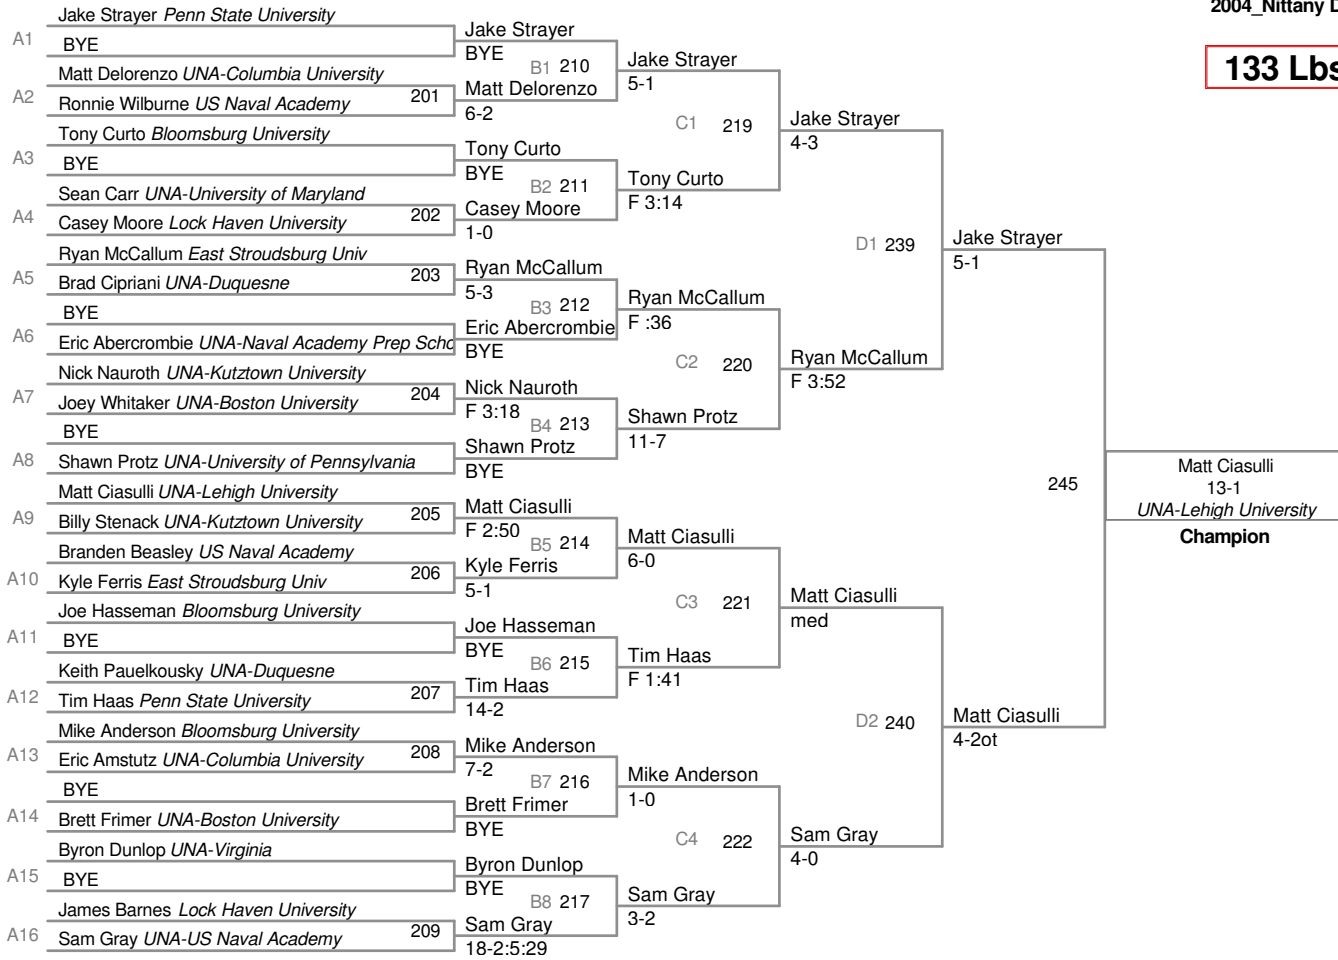 2004_Nittany D
133 Lbs
A1
Jake Strayer Penn State University
BYE
A2
Matt Delorenzo UNA-Columbia University
Ronnie Wilburne US Naval Academy
201
A3
Tony Curto Bloomsburg University
BYE
A4
Sean Carr UNA-University of Maryland
Casey Moore Lock Haven University
202
A5
Ryan McCallum East Stroudsburg Univ
Brad Cipriani UNA-Duquesne
203
A6
BYE
Eric Abercrombie UNA-Naval Academy Prep Scho
A7
Nick Nauroth UNA-Kutztown University
Joey Whitaker UNA-Boston University
204
A8
BYE
Shawn Protz UNA-University of Pennsylvania
A9
Matt Ciasulli UNA-Lehigh University
Billy Stenack UNA-Kutztown University
205
A10
Branden Beasley US Naval Academy
Kyle Ferris East Stroudsburg Univ
206
A11
Joe Hasseman Bloomsburg University
BYE
A12
Keith Pauelkousky UNA-Duquesne
Tim Haas Penn State University
207
A13
Mike Anderson Bloomsburg University
Eric Amstutz UNA-Columbia University
208
A14
BYE
Brett Frimer UNA-Boston University
A15
Byron Dunlop UNA-Virginia
BYE
A16
James Barnes Lock Haven University
Sam Gray UNA-US Naval Academy
209
Jake Strayer
BYE
B1 210
Matt Delorenzo
6-2
Tony Curto
BYE
B2 211
Casey Moore
1-0
Ryan McCallum
5-3
B3 212
Eric Abercrombie
BYE
Nick Nauroth
F 3:18
B4 213
Shawn Protz
BYE
Matt Ciasulli
F 2:50
B5 214
Kyle Ferris
5-1
Joe Hasseman
BYE
B6 215
Tim Haas
14-2
Mike Anderson
7-2
B7 216
Brett Frimer
BYE
Byron Dunlop
BYE
B8 217
Sam Gray
18-2:5:29
Jake Strayer
5-1
C1 219
Tony Curto
F 3:14
Ryan McCallum
F :36
C2 220
Shawn Protz
11-7
Matt Ciasulli
6-0
C3 221
Tim Haas
F 1:41
Mike Anderson
1-0
C4 222
Sam Gray
3-2
Jake Strayer
4-3
D1 239
Ryan McCallum
F 3:52
Matt Ciasulli
med
D2 240
Sam Gray
4-0
Jake Strayer
5-1
245
Matt Ciasulli
4-2ot
Matt Ciasulli
13-1
UNA-Lehigh University
Champion